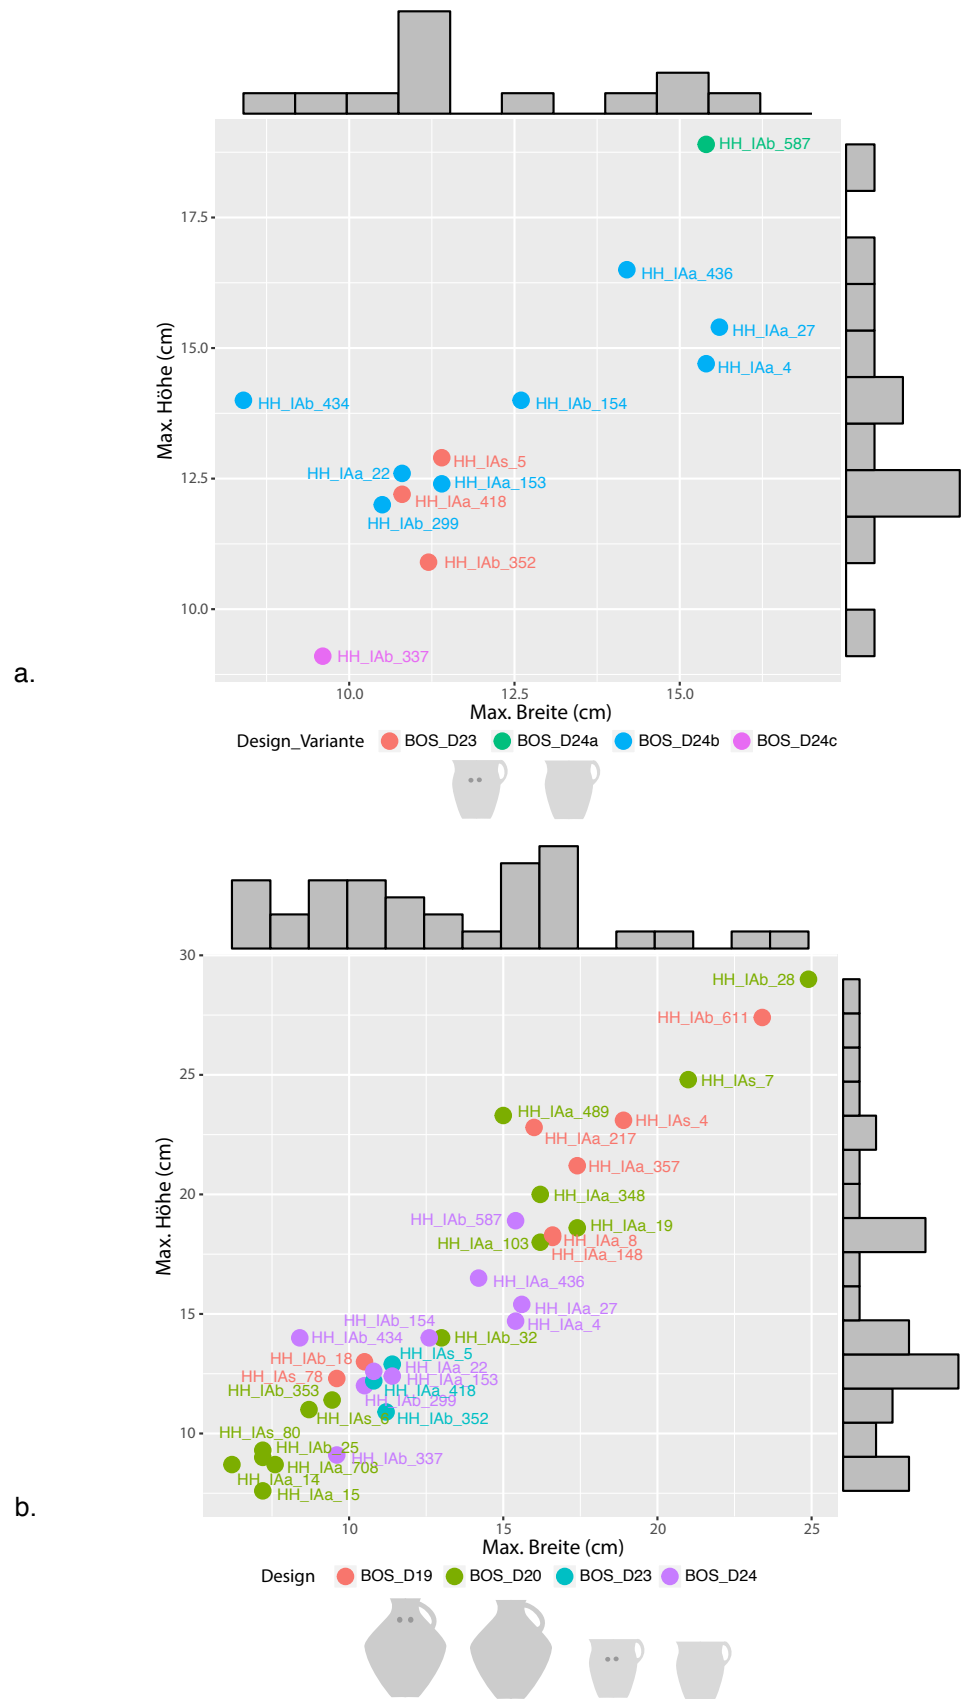 HH_IAb_587
17.5
HH_IAa_436
HH_IAa_27
15.0
HH_IAa_4
HH_IAb_434
HH_IAb_154
Max. Höhe (cm)
HH_IAs_5
HH_IAa_22
12.5
HH_IAa_153
HH_IAa_418
HH_IAb_299
HH_IAb_352
10.0
HH_IAb_337
a.
10.0 12.5 15.0
Max. Breite (cm)
Design_Variante BOS_D23 BOS_D24a BOS_D24b BOS_D24c
30
HH_IAb_28
HH_IAb_611
25
HH_IAs_7
HH_IAa_489
HH_IAs_4
HH_IAa_217
HH_IAa_357
20
HH_IAa_348
Max. Höhe (cm)
HH_IAb_587
HH_IAa_19
HH_IAa_103
HH_IAa_8
HH_IAa_148
HH_IAa_436
15
HH_IAa_27
HH_IAb_154
HH_IAa_4
HH_IAb_434
HH_IAb_32
HH_IAs_5
HH_IAb_18
HH_IAa_22
HH_IAs_78
HH_IAa_153
HH_IAb_353
HH_IAa_418
HH_IAb_299
HH_IAb_352
HH_IAs_80
10
HH_IAb_25
HH_IAb_337
HH_IAa_708
HH_IAa_14
HH_IAa_15
b.
10 15 20 25
Max. Breite (cm)
Design BOS_D19 BOS_D20 BOS_D23 BOS_D24